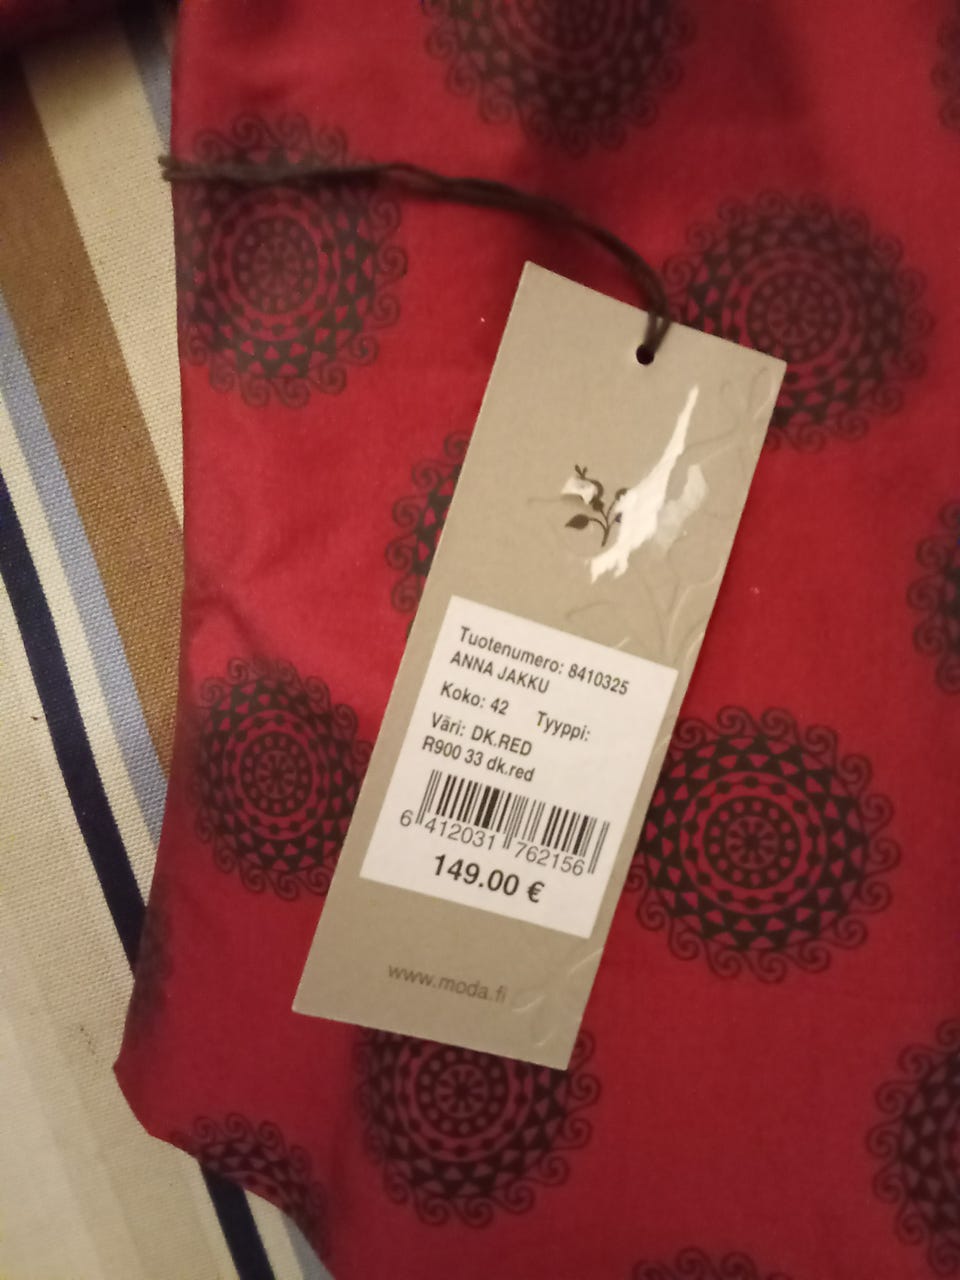 Tuotenumero: 8410325
ANNA JAKKU
Koko: 42 Tyyppi:
Väri: DK.RED
R900 33 dk.red
6 412031 762156
149.00 €
www.moda.fi